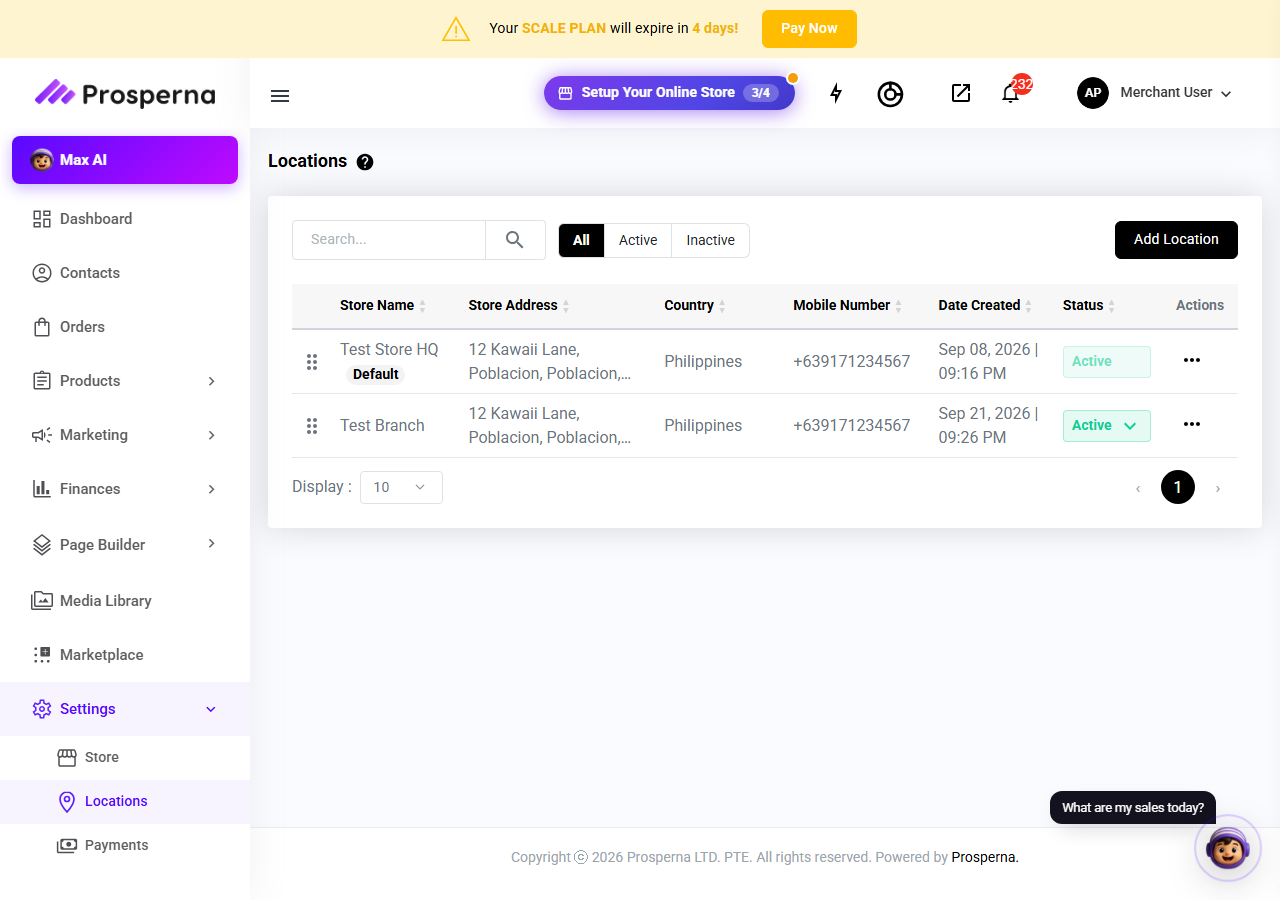 Your SCALE PLAN will expire in 4 days!
Pay Now
Prosperna
Setup Your Online Store 3/4
232
AP
Merchant User
Max AI
Dashboard
Contacts
Orders
Products
Marketing
Finances
Page Builder
Media Library
Marketplace
Settings
Store
Locations
Payments
Locations ?
Search...
All
Active
Inactive
Add Location
Store Name
Store Address
Country
Mobile Number
Date Created
Status
Actions
Test Store HQ
Default
12 Kawaii Lane,
Poblacion, Poblacion,...
Philippines
+639171234567
Sep 08, 2026 |
09:16 PM
Active
Test Branch
12 Kawaii Lane,
Poblacion, Poblacion,...
Philippines
+639171234567
Sep 21, 2026 |
09:26 PM
Active
Display : 10
‹ 1 ›
What are my sales today?
Copyright ⓒ 2026 Prosperna LTD. PTE. All rights reserved. Powered by Prosperna.